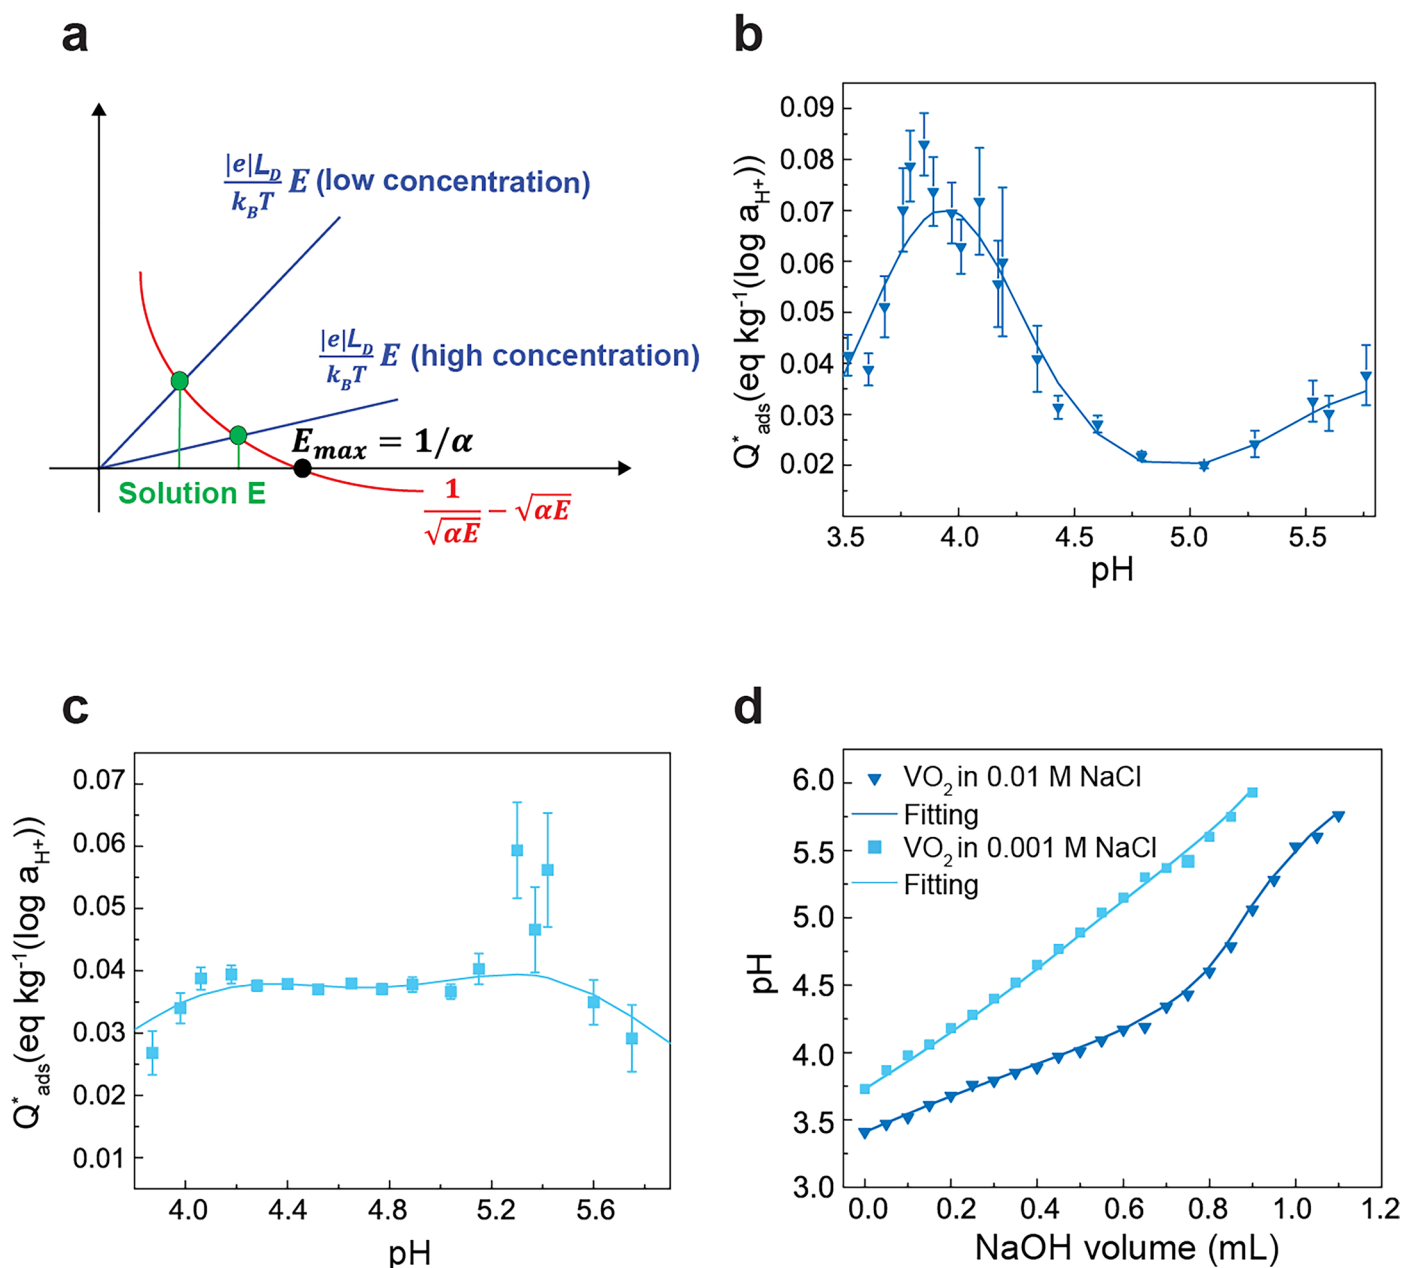 a
|e|L_D / k_BT E (low concentration)
|e|L_D / k_BT E (high concentration)
E_max = 1/α
Solution E
1/√αE − √αE
b
0.09
0.08
0.07
0.06
0.05
0.04
0.03
0.02
Q*_ads(eq kg⁻¹(log a_H+))
3.5 4.0 4.5 5.0 5.5
pH
c
0.07
0.06
0.05
0.04
0.03
0.02
0.01
Q*_ads(eq kg⁻¹(log a_H+))
4.0 4.4 4.8 5.2 5.6
pH
d
VO₂ in 0.01 M NaCl
Fitting
VO₂ in 0.001 M NaCl
Fitting
6.0
5.5
5.0
4.5
4.0
3.5
3.0
pH
0.0 0.2 0.4 0.6 0.8 1.0 1.2
NaOH volume (mL)